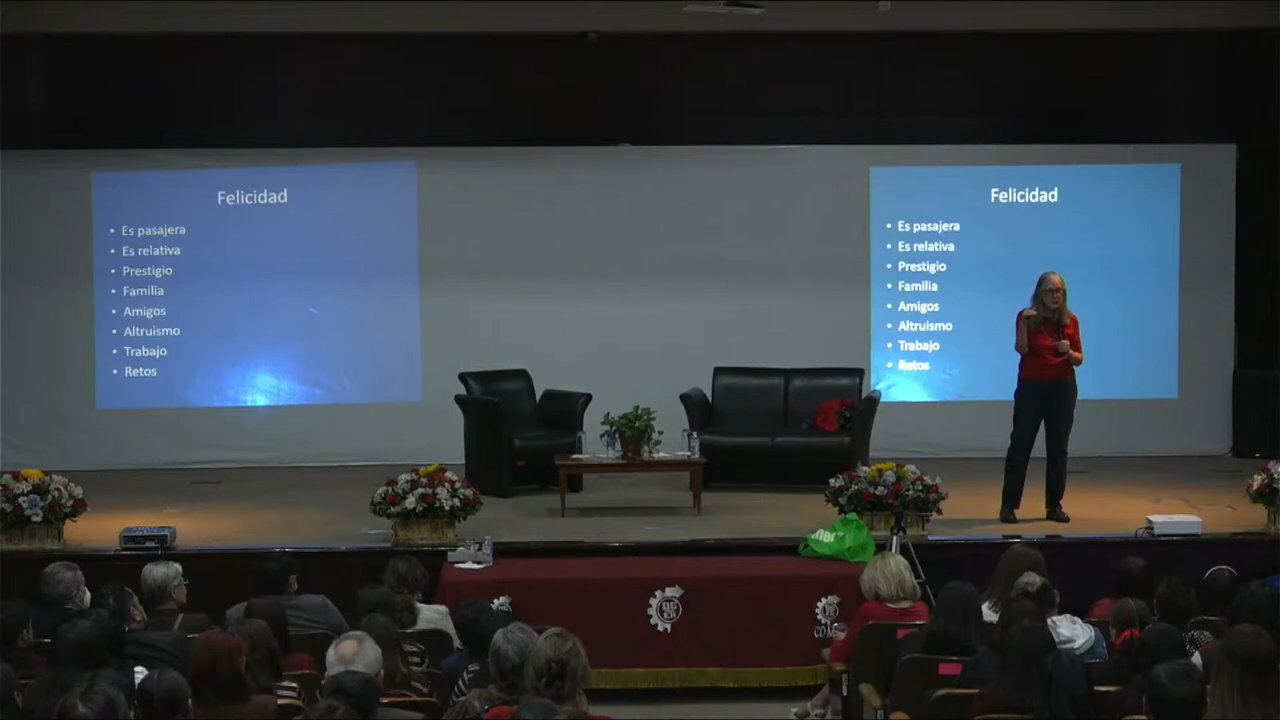 Felicidad
• Es pasajera
• Es relativa
• Prestigio
• Familia
• Amigos
• Altruismo
• Trabajo
• Retos
Felicidad
• Es pasajera
• Es relativa
• Prestigio
• Familia
• Amigos
• Altruismo
• Trabajo
• Retos